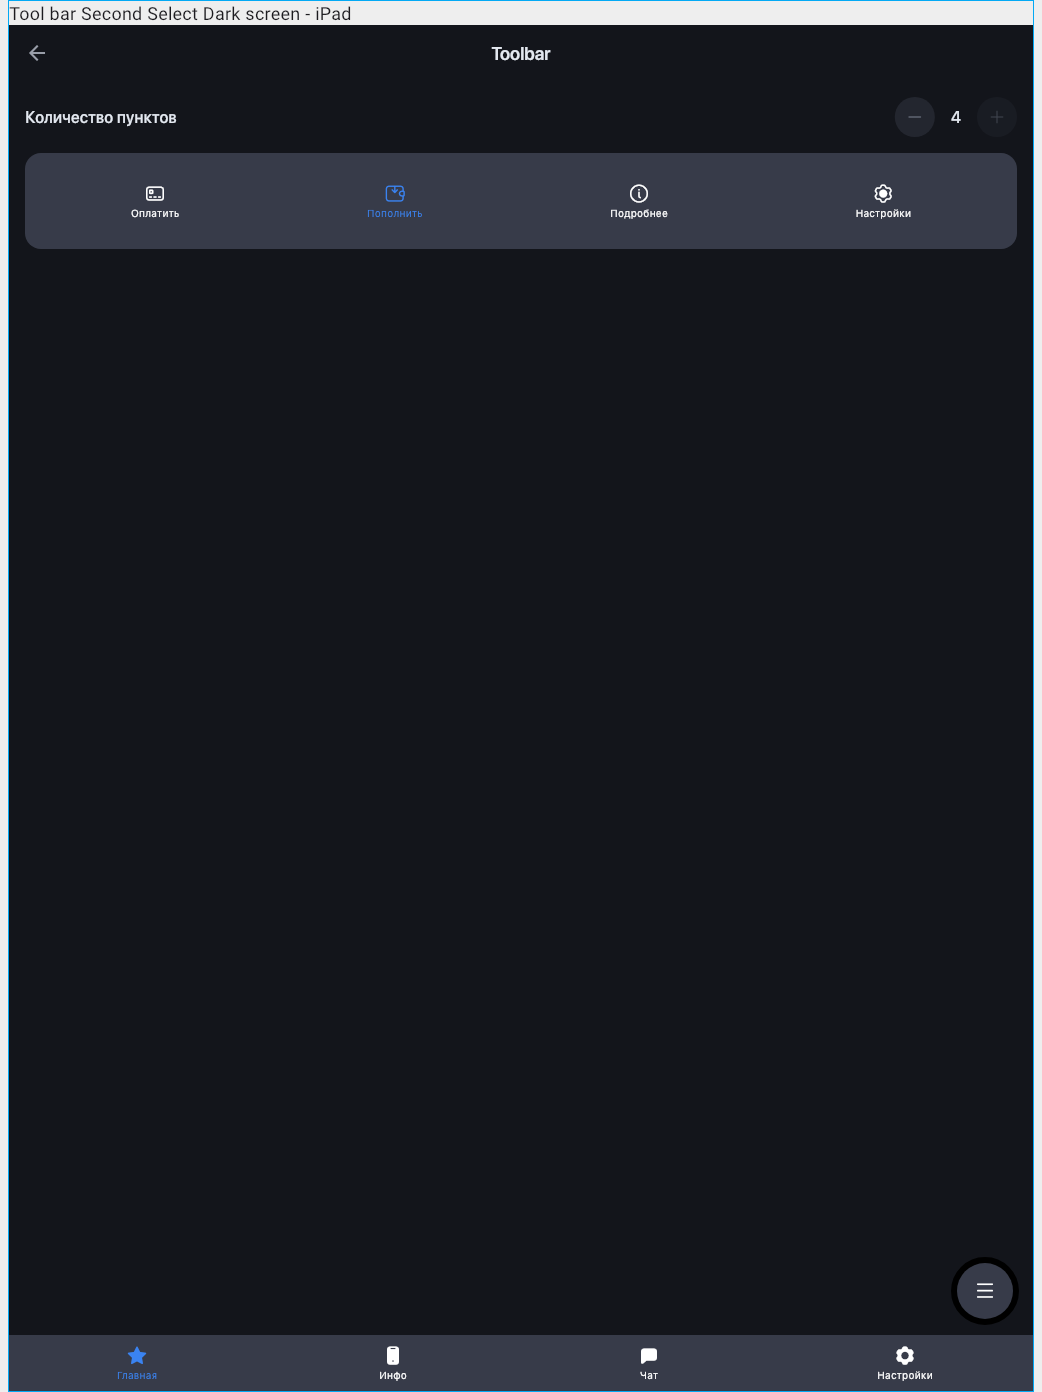 Tool bar Second Select Dark screen - iPad
Toolbar
Количество пунктов
4
Оплатить
Пополнить
Подробнее
Настройки
Главная
Инфо
Чат
Настройки